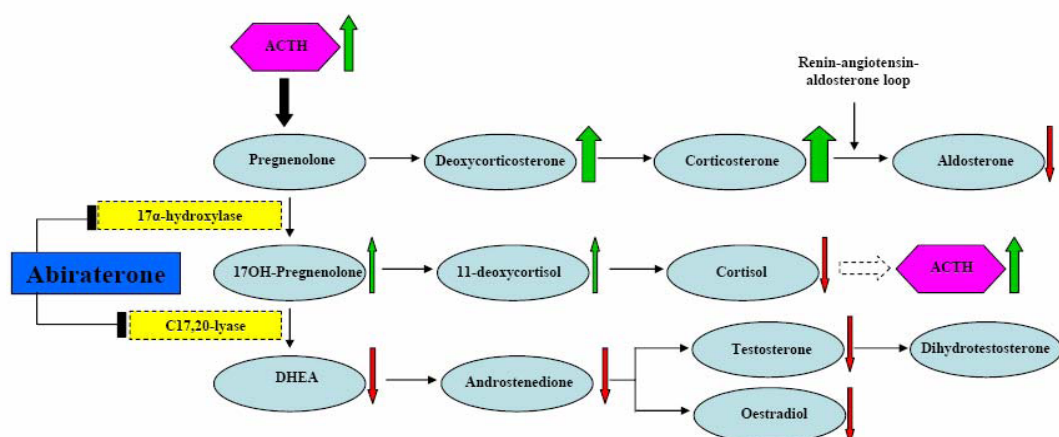 ACTH
Renin-angiotensin-
aldosterone loop
Pregnenolone
Deoxycorticosterone
Corticosterone
Aldosterone
17α-hydroxylase
Abiraterone
17OH-Pregnenolone
11-deoxycortisol
Cortisol
ACTH
C17,20-lyase
DHEA
Androstenedione
Testosterone
Dihydrotestosterone
Oestradiol